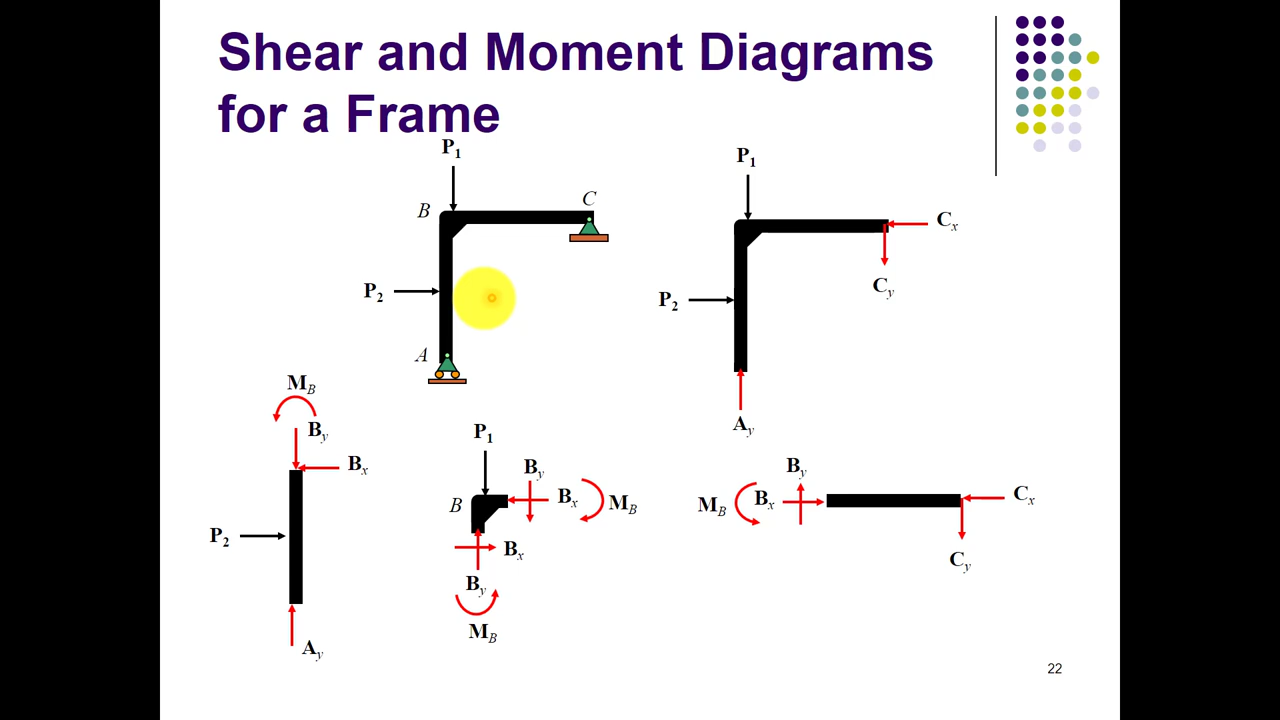 Shear and Moment Diagrams
for a Frame
P1
B
C
P2
A
P1
Cx
Cy
P2
Ay
MB
By
Bx
P2
Ay
P1
B
By
Bx
MB
Bx
By
MB
By
MB
Bx
Cx
Cy
22